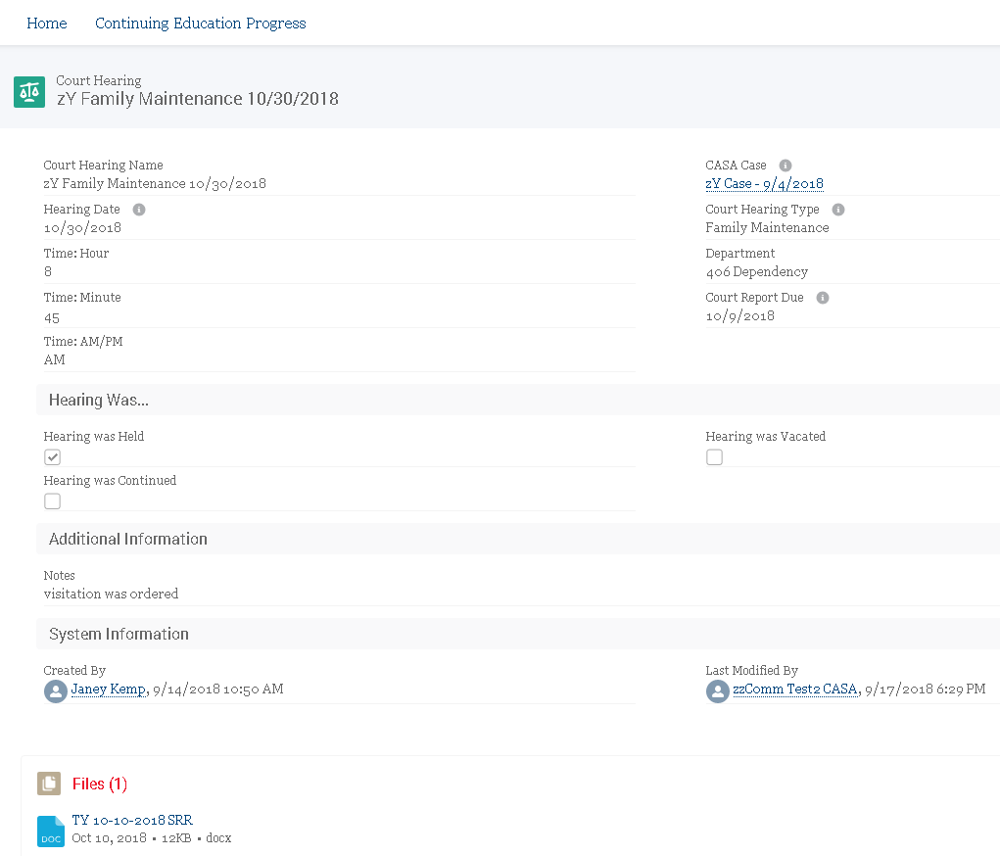 Home Continuing Education Progress
Court Hearing
zY Family Maintenance 10/30/2018
Court Hearing Name
zY Family Maintenance 10/30/2018
CASA Case
zY Case - 9/4/2018
Hearing Date
10/30/2018
Court Hearing Type
Family Maintenance
Time: Hour
8
Department
406 Dependency
Time: Minute
45
Court Report Due
10/9/2018
Time: AM/PM
AM
Hearing Was...
Hearing was Held
Hearing was Vacated
Hearing was Continued
Additional Information
Notes
visitation was ordered
System Information
Created By
Janey Kemp, 9/14/2018 10:50 AM
Last Modified By
zzComm Test2 CASA, 9/17/2018 6:29 PM
Files (1)
TY 10-10-2018 SRR
DOC
Oct 10, 2018 • 12KB • docx